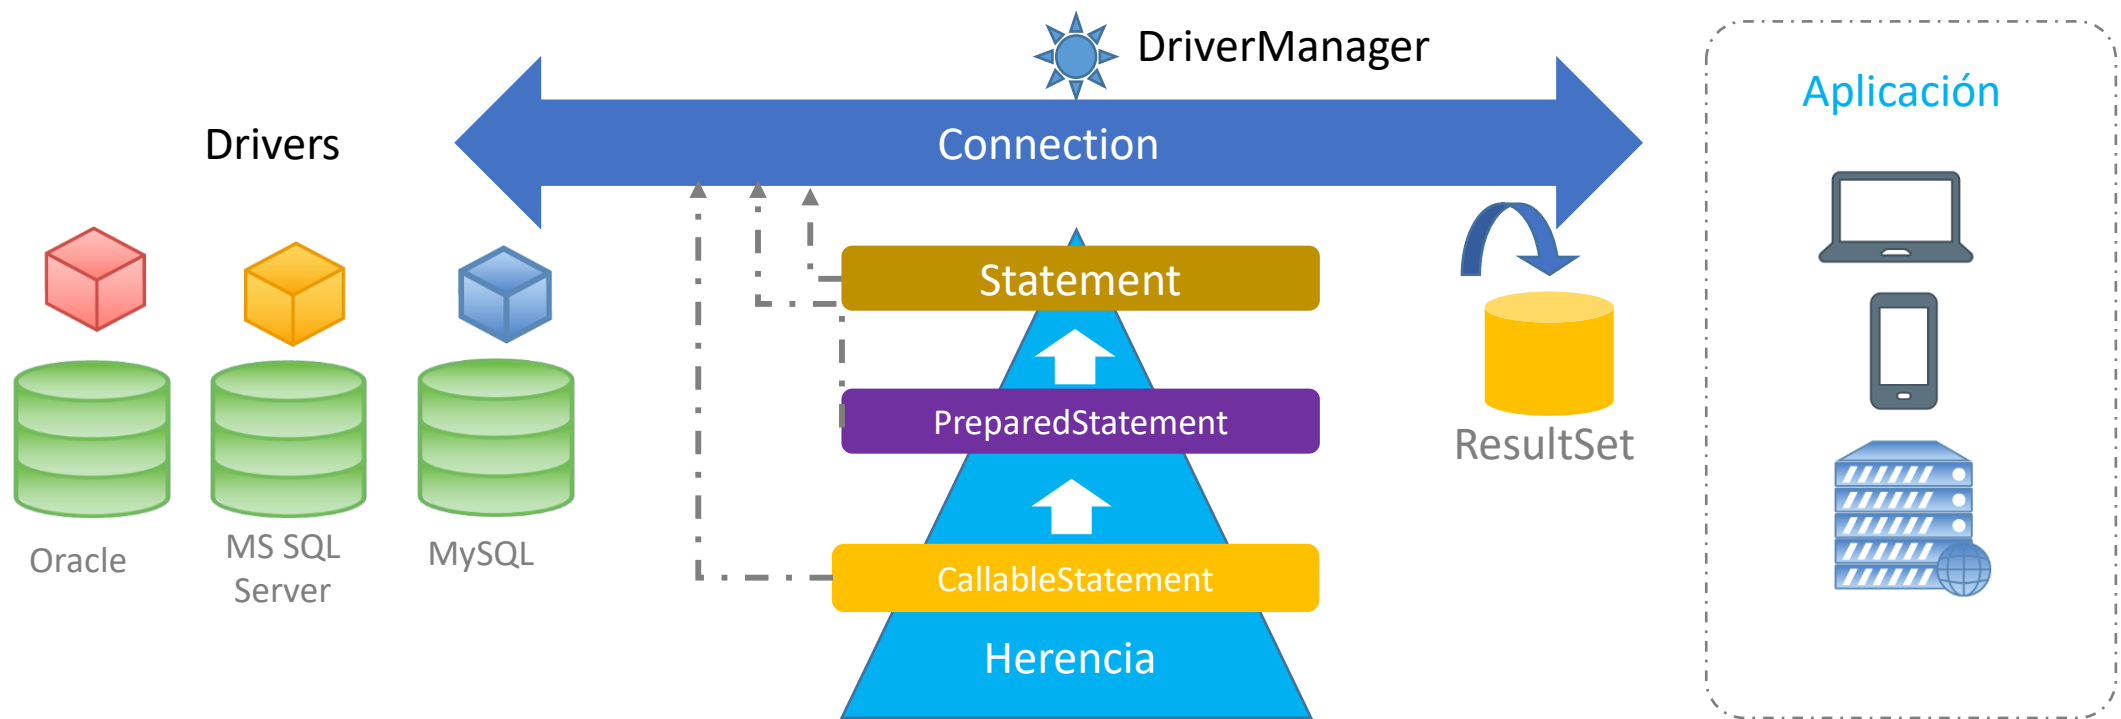 DriverManager
Aplicación
Drivers
Connection
Statement
PreparedStatement
ResultSet
Oracle
MS SQL
Server
MySQL
CallableStatement
Herencia